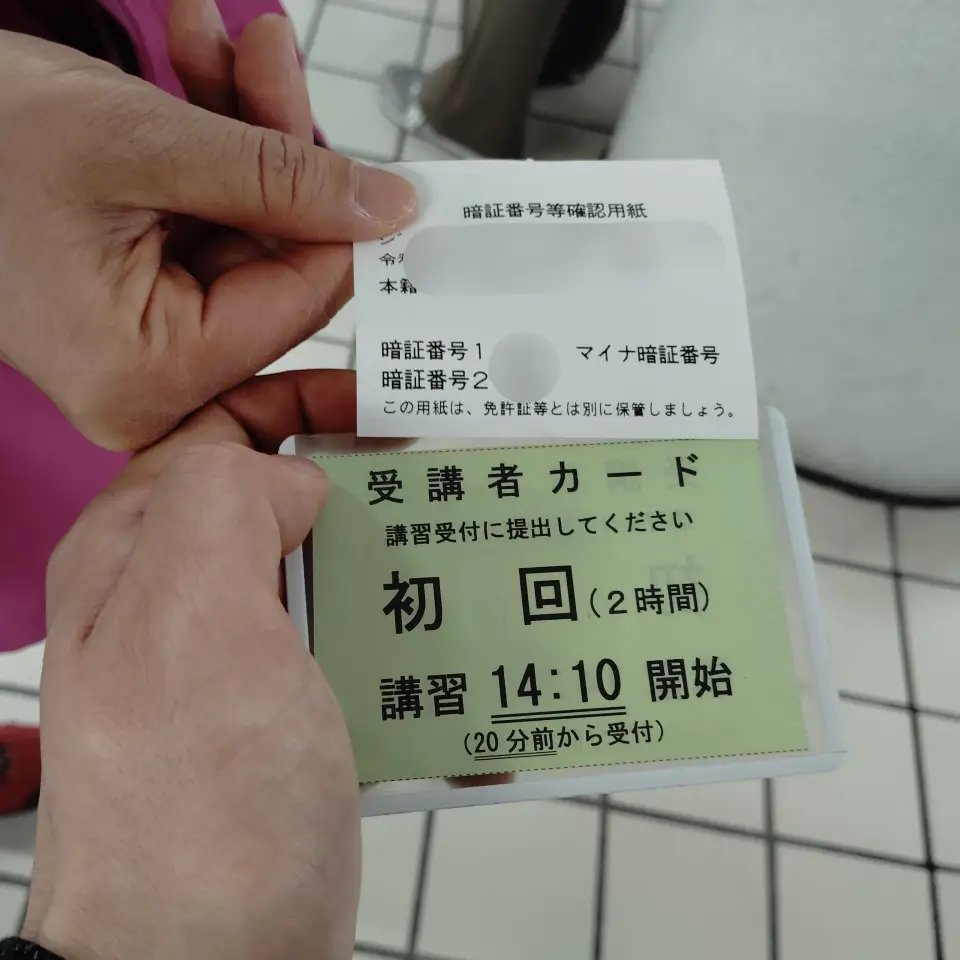 暗証番号等確認用紙
本籍
暗証番号1 マイナ暗証番号
暗証番号2
この用紙は、免許証等とは別に保管しましょう。
受講者カード
講習受付に提出してください
初回(2時間)
講習 14:10 開始
(20分前から受付)